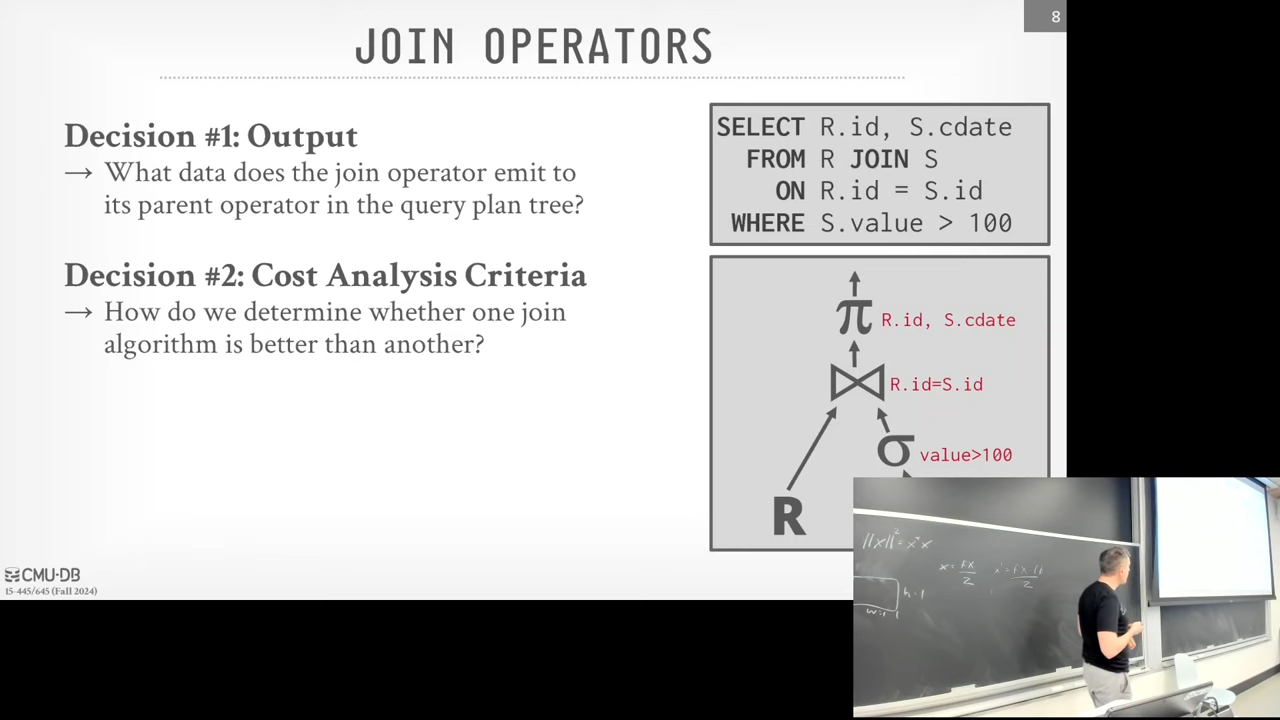 8
JOIN OPERATORS
Decision #1: Output
→ What data does the join operator emit to
its parent operator in the query plan tree?
Decision #2: Cost Analysis Criteria
→ How do we determine whether one join
algorithm is better than another?
SELECT R.id, S.cdate
FROM R JOIN S
ON R.id = S.id
WHERE S.value > 100
π R.id, S.cdate
⋈ R.id=S.id
σ value>100
R
CMU·DB
15-445/645 (Fall 2024)
||x||² = xᵀx
h=1